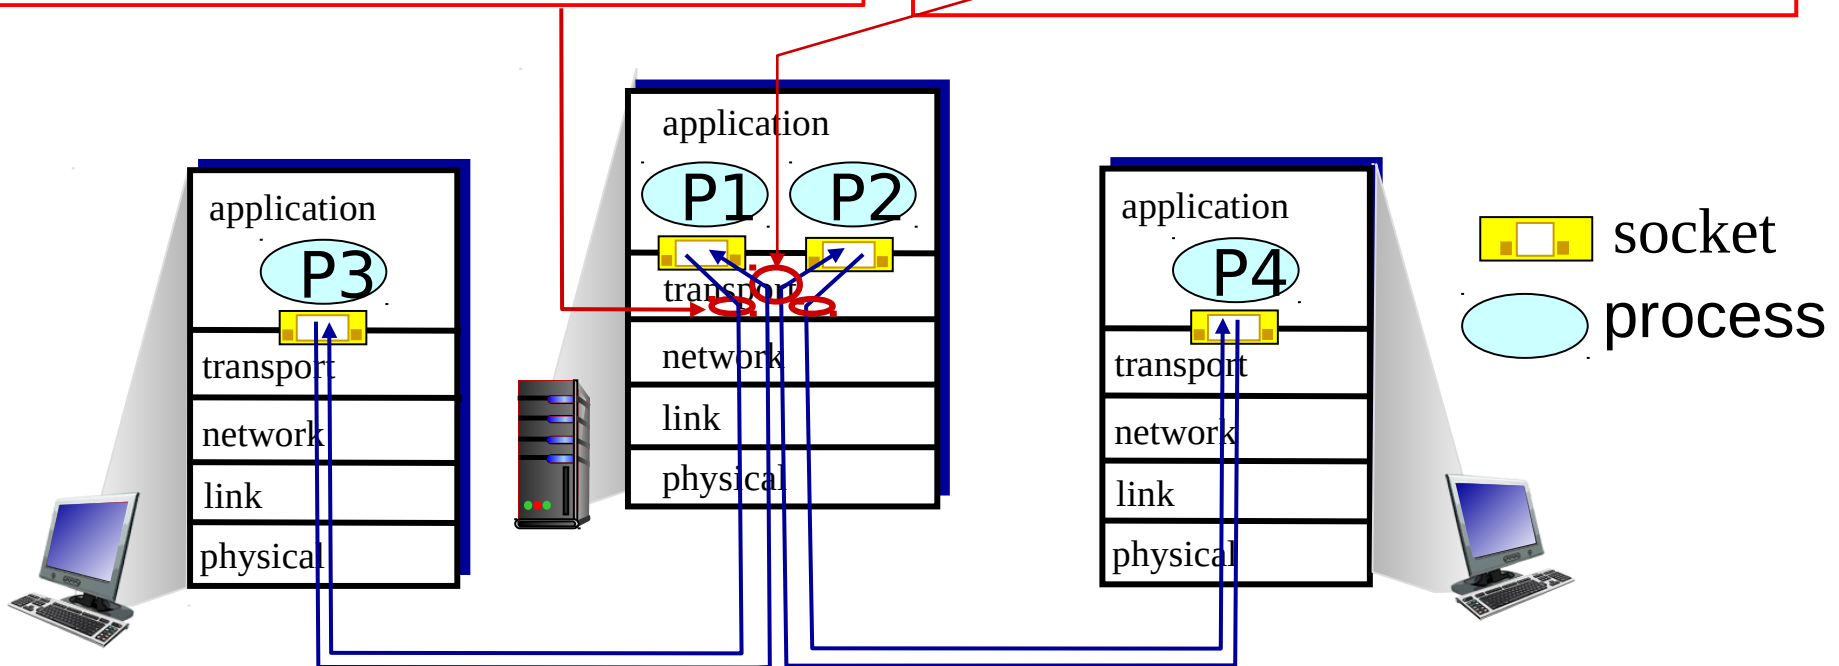 application
P3
transport
network
link
physical
application
P1 P2
transport
network
link
physical
application
P4
transport
network
link
physical
socket
process